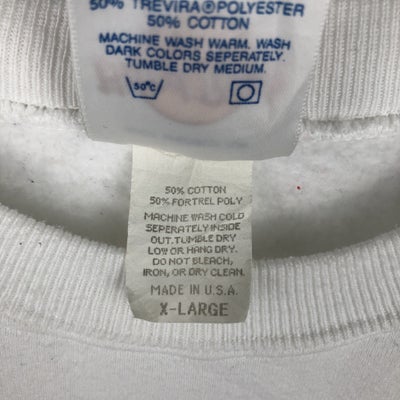 50% TREVIRA®POLYESTER
50% COTTON
MACHINE WASH WARM. WASH
DARK COLORS SEPERATELY.
TUMBLE DRY MEDIUM.
50°C
50% COTTON
50% FORTREL POLY
MACHINE WASH COLD
SEPERATELY INSIDE
OUT.TUMBLE DRY
LOW OR HANG DRY.
DO NOT BLEACH,
IRON, OR DRY CLEAN.
MADE IN U.S.A.
X-LARGE